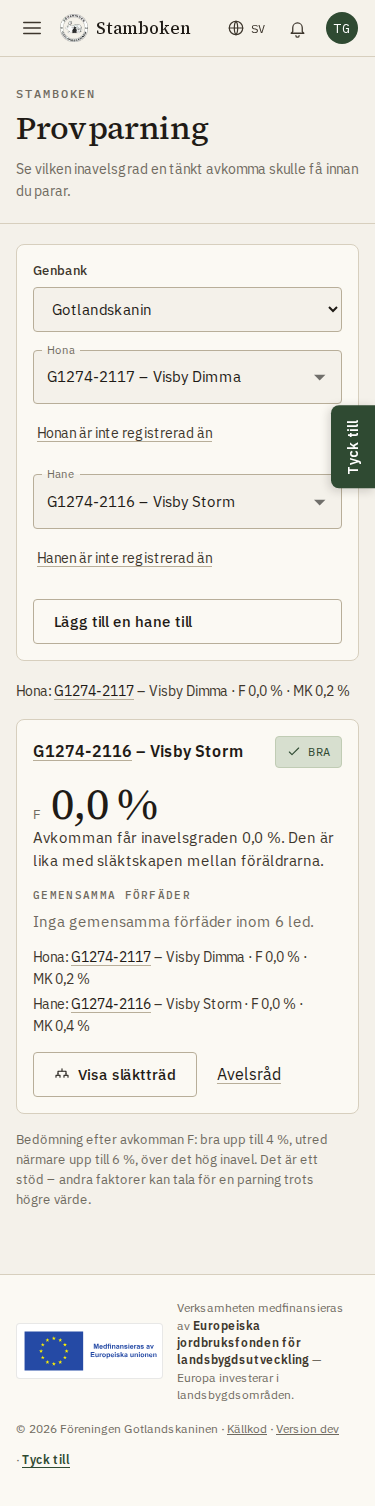 Stamboken
SV
TG
STAMBOKEN
Provparning
Se vilken inavelsgrad en tänkt avkomma skulle få innan
du parar.
Genbank
Gotlandskanin
Hona
G1274-2117 – Visby Dimma
Honan är inte registrerad än
Tyck till
Hane
G1274-2116 – Visby Storm
Hanen är inte registrerad än
Lägg till en hane till
Hona: G1274-2117 – Visby Dimma · F 0,0 % · MK 0,2 %
G1274-2116 – Visby Storm
BRA
F 0,0 %
Avkomman får inavelsgraden 0,0 %. Den är
lika med släktskapen mellan föräldrarna.
GEMENSAMMA FÖRFÄDER
Inga gemensamma förfäder inom 6 led.
Hona: G1274-2117 – Visby Dimma · F 0,0 % ·
MK 0,2 %
Hane: G1274-2116 – Visby Storm · F 0,0 % ·
MK 0,4 %
Visa släktträd
Avelsråd
Bedömning efter avkomman F: bra upp till 4 %, utred
närmare upp till 6 %, över det hög inavel. Det är ett
stöd – andra faktorer kan tala för en parning trots
högre värde.
Medfinansieras av
Europeiska unionen
Verksamheten medfinansieras
av Europeiska
jordbruksfonden för
landsbygdsutveckling —
Europa investerar i
landsbygdsområden.
© 2026 Föreningen Gotlandskaninen · Källkod · Version dev
· Tyck till